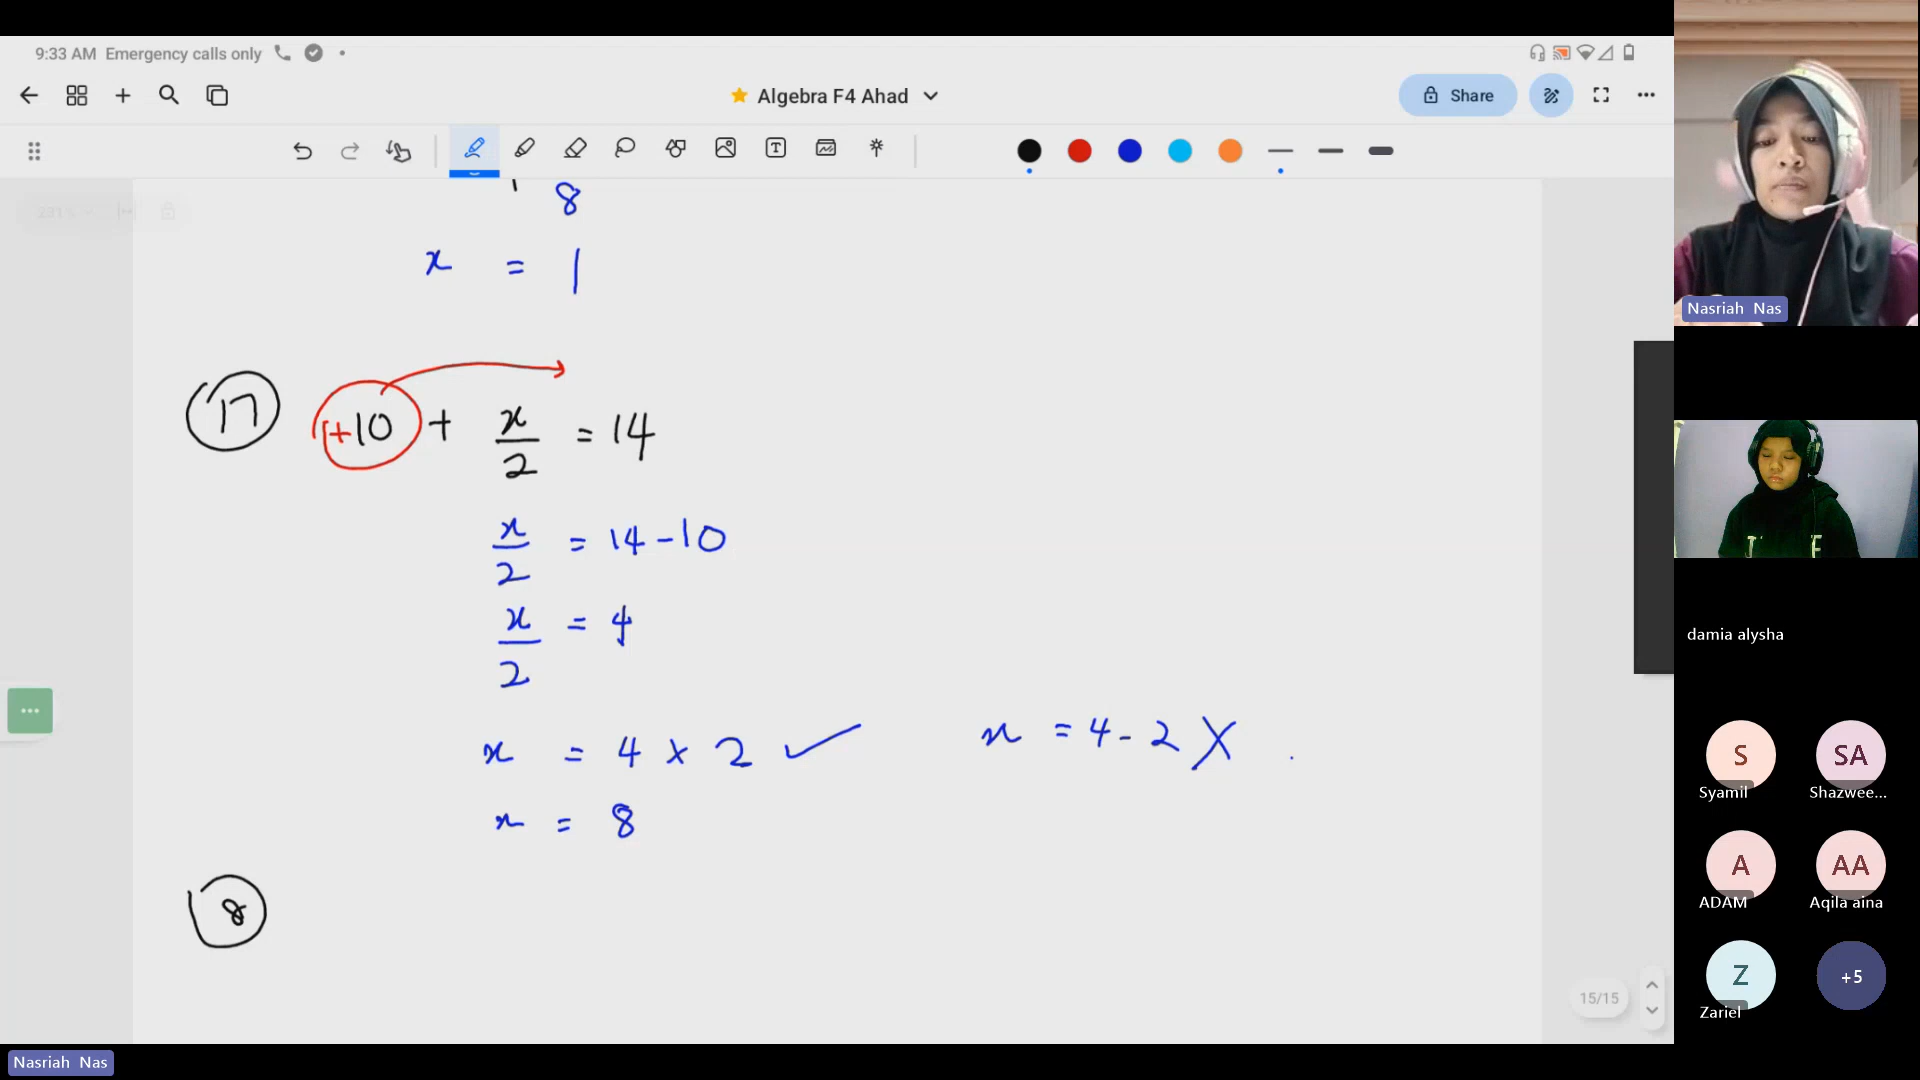 9:33 AM Emergency calls only
Algebra F4 Ahad
Share
231%
8
x = 1
17 +10 + x/2 = 14
x/2 = 14 - 10
x/2 = 4
x = 4 × 2 ✓
x = 4 - 2 X
x = 8
18
15/15
Nasriah Nas
Nasriah Nas
damia alysha
S
Syamil
SA
Shazwee...
A
ADAM
AA
Aqila aina
Z
Zariel
+5